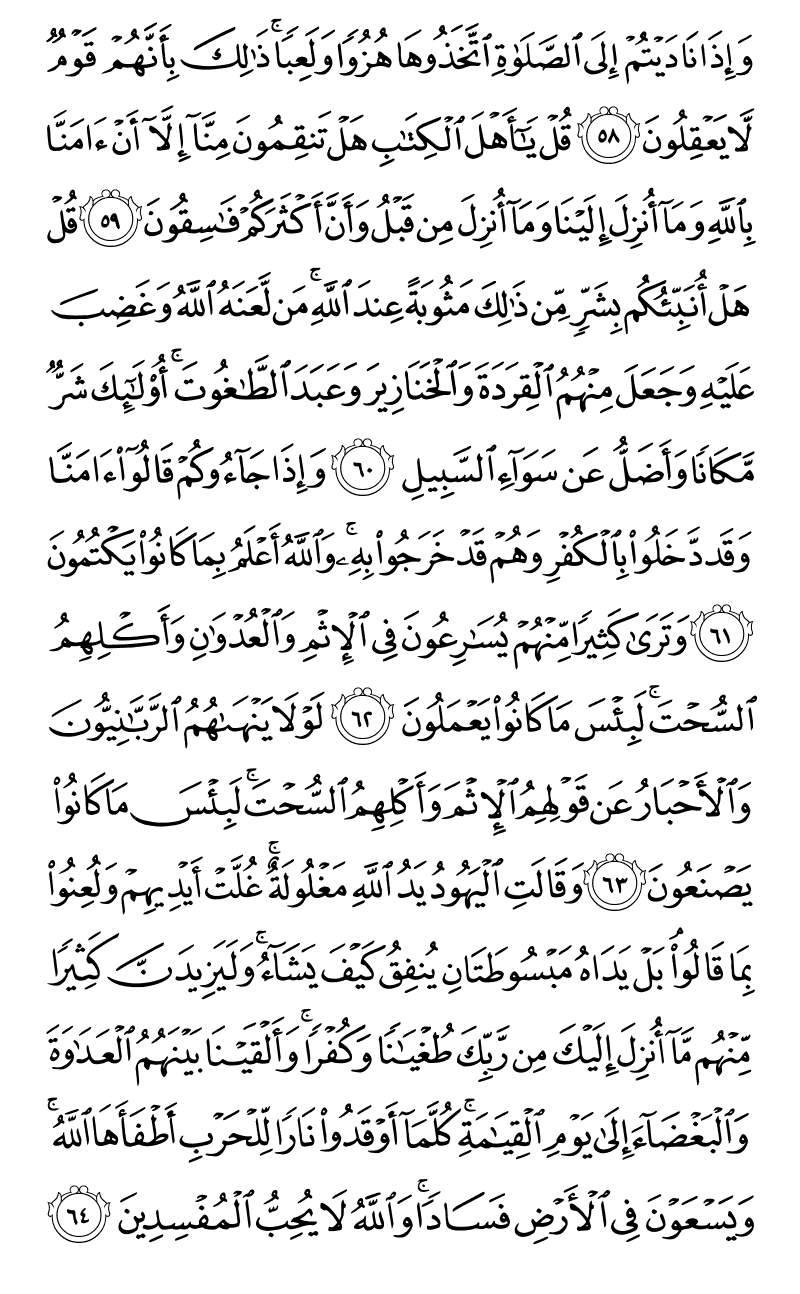 وَإِذَا نَادَيْتُمْ إِلَى ٱلصَّلَوٰةِ ٱتَّخَذُوهَا هُزُوًا وَلَعِبًا ۚ ذَٰلِكَ بِأَنَّهُمْ قَوْمٌ
لَّا يَعْقِلُونَ ٥٨ قُلْ يَـٰٓأَهْلَ ٱلْكِتَـٰبِ هَلْ تَنقِمُونَ مِنَّآ إِلَّآ أَنْ ءَامَنَّا
بِٱللَّهِ وَمَآ أُنزِلَ إِلَيْنَا وَمَآ أُنزِلَ مِن قَبْلُ وَأَنَّ أَكْثَرَكُمْ فَـٰسِقُونَ ٥٩ قُلْ
هَلْ أُنَبِّئُكُم بِشَرٍّ مِّن ذَٰلِكَ مَثُوبَةً عِندَ ٱللَّهِ ۚ مَن لَّعَنَهُ ٱللَّهُ وَغَضِبَ
عَلَيْهِ وَجَعَلَ مِنْهُمُ ٱلْقِرَدَةَ وَٱلْخَنَازِيرَ وَعَبَدَ ٱلطَّـٰغُوتَ ۚ أُو۟لَـٰٓئِكَ شَرٌّ
مَّكَانًا وَأَضَلُّ عَن سَوَآءِ ٱلسَّبِيلِ ٦٠ وَإِذَا جَآءُوكُمْ قَالُوٓا۟ ءَامَنَّا
وَقَد دَّخَلُوا۟ بِٱلْكُفْرِ وَهُمْ قَدْ خَرَجُوا۟ بِهِۦ ۚ وَٱللَّهُ أَعْلَمُ بِمَا كَانُوا۟ يَكْتُمُونَ
٦١ وَتَرَىٰ كَثِيرًا مِّنْهُمْ يُسَـٰرِعُونَ فِى ٱلْإِثْمِ وَٱلْعُدْوَٰنِ وَأَكْلِهِمُ
ٱلسُّحْتَ ۚ لَبِئْسَ مَا كَانُوا۟ يَعْمَلُونَ ٦٢ لَوْلَا يَنْهَىٰهُمُ ٱلرَّبَّـٰنِيُّونَ
وَٱلْأَحْبَارُ عَن قَوْلِهِمُ ٱلْإِثْمَ وَأَكْلِهِمُ ٱلسُّحْتَ ۚ لَبِئْسَ مَا كَانُوا۟
يَصْنَعُونَ ٦٣ وَقَالَتِ ٱلْيَهُودُ يَدُ ٱللَّهِ مَغْلُولَةٌ ۚ غُلَّتْ أَيْدِيهِمْ وَلُعِنُوا۟
بِمَا قَالُوا۟ ۘ بَلْ يَدَاهُ مَبْسُوطَتَانِ يُنفِقُ كَيْفَ يَشَآءُ ۚ وَلَيَزِيدَنَّ كَثِيرًا
مِّنْهُم مَّآ أُنزِلَ إِلَيْكَ مِن رَّبِّكَ طُغْيَـٰنًا وَكُفْرًا ۚ وَأَلْقَيْنَا بَيْنَهُمُ ٱلْعَدَٰوَةَ
وَٱلْبَغْضَآءَ إِلَىٰ يَوْمِ ٱلْقِيَـٰمَةِ ۚ كُلَّمَآ أَوْقَدُوا۟ نَارًا لِّلْحَرْبِ أَطْفَأَهَا ٱللَّهُ ۚ
وَيَسْعَوْنَ فِى ٱلْأَرْضِ فَسَادًا ۚ وَٱللَّهُ لَا يُحِبُّ ٱلْمُفْسِدِينَ ٦٤